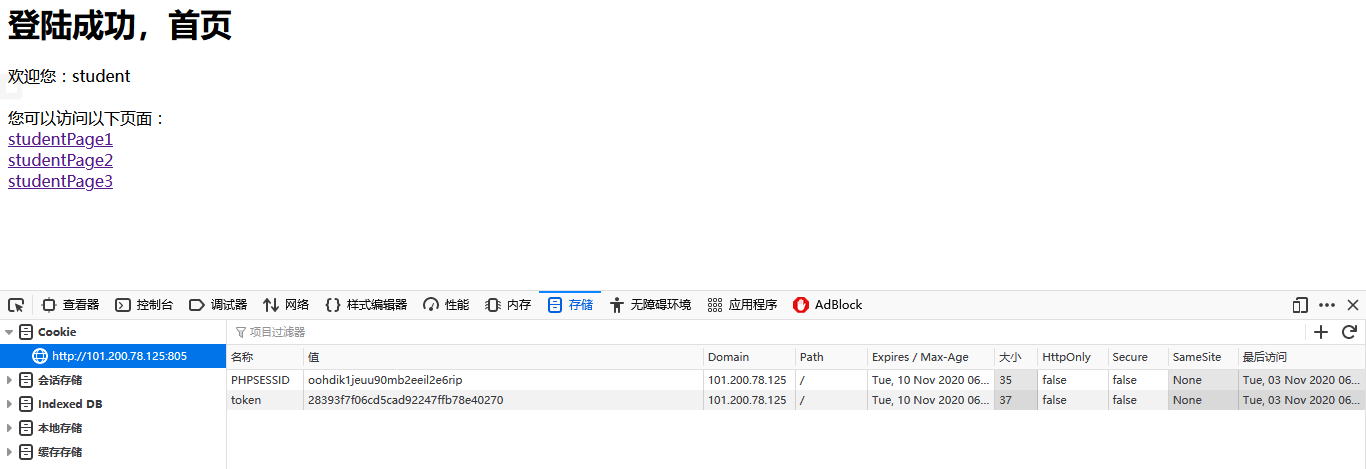 登陆成功，首页
欢迎您：student
您可以访问以下页面：
studentPage1
studentPage2
studentPage3
查看器 控制台 调试器 网络 样式编辑器 性能 内存 存储 无障碍环境 应用程序 AdBlock
Cookie 项目过滤器
http://101.200.78.125:805 名称 值 Domain Path Expires / Max-Age 大小 HttpOnly Secure SameSite 最后访问
会话存储 PHPSESSID oohdik1jeuu90mb2eeil2e6rip 101.200.78.125 / Tue, 10 Nov 2020 06... 35 false false None Tue, 03 Nov 2020 06...
Indexed DB token 28393f7f06cd5cad92247ffb78e40270 101.200.78.125 / Tue, 10 Nov 2020 06... 37 false false None Tue, 03 Nov 2020 06...
本地存储
缓存存储